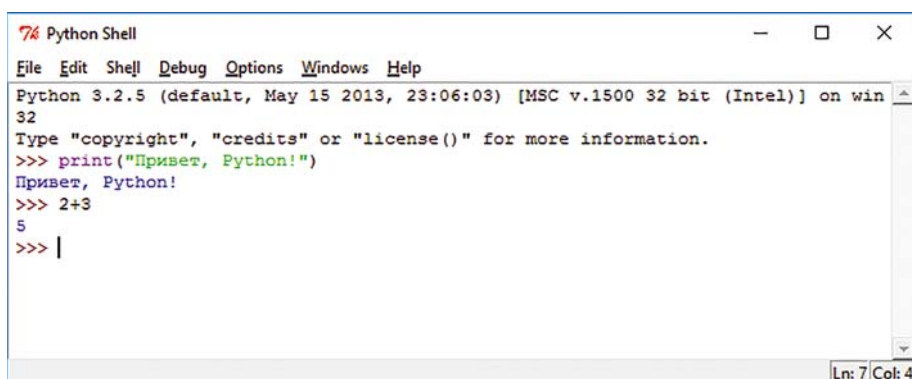 Python Shell
File Edit Shell Debug Options Windows Help
Python 3.2.5 (default, May 15 2013, 23:06:03) [MSC v.1500 32 bit (Intel)] on win
32
Type "copyright", "credits" or "license()" for more information.
>>> print("Привет, Python!")
Привет, Python!
>>> 2+3
5
>>>
Ln: 7 Col: 4